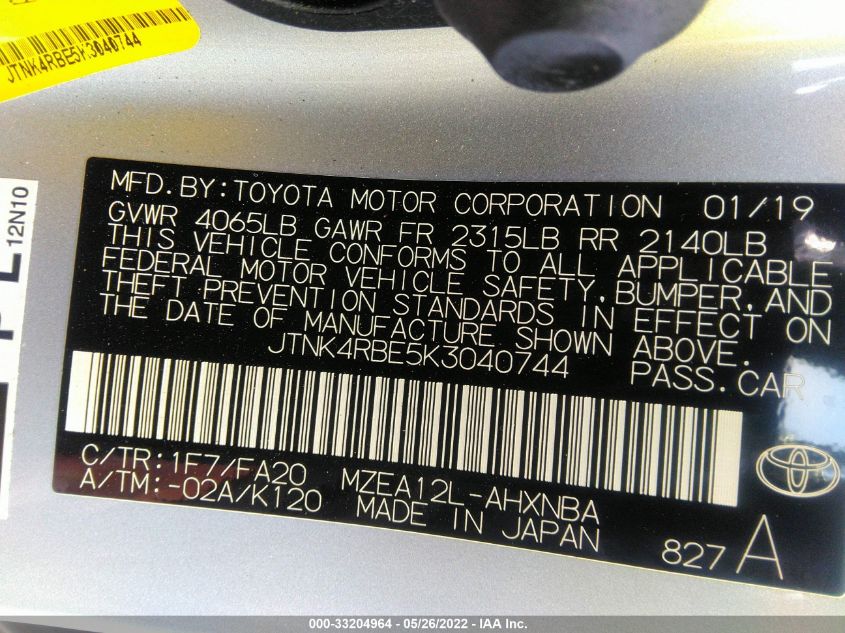 JTNK4RBE5K3040744
12N10
MFD.BY:TOYOTA MOTOR CORPORATION 01/19
GVWR 4065LB GAWR FR 2315LB RR 2140LB
THIS VEHICLE CONFORMS TO ALL APPLICABLE
FEDERAL MOTOR VEHICLE SAFETY,BUMPER,AND
THEFT PREVENTION STANDARDS IN EFFECT ON
THE DATE OF MANUFACTURE SHOWN ABOVE.
JTNK4RBE5K3040744 PASS.CAR
C/TR:1F7/FA20 MZEA12L-AHXNBA
A/TM:-02A/K120 MADE IN JAPAN
827A
000-33204964 - 05/26/2022 - IAA Inc.